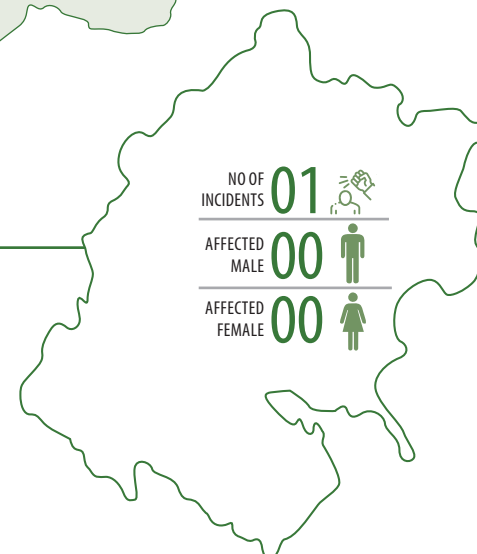 NO OF
INCIDENTS 01
AFFECTED
MALE 00
AFFECTED
FEMALE 00